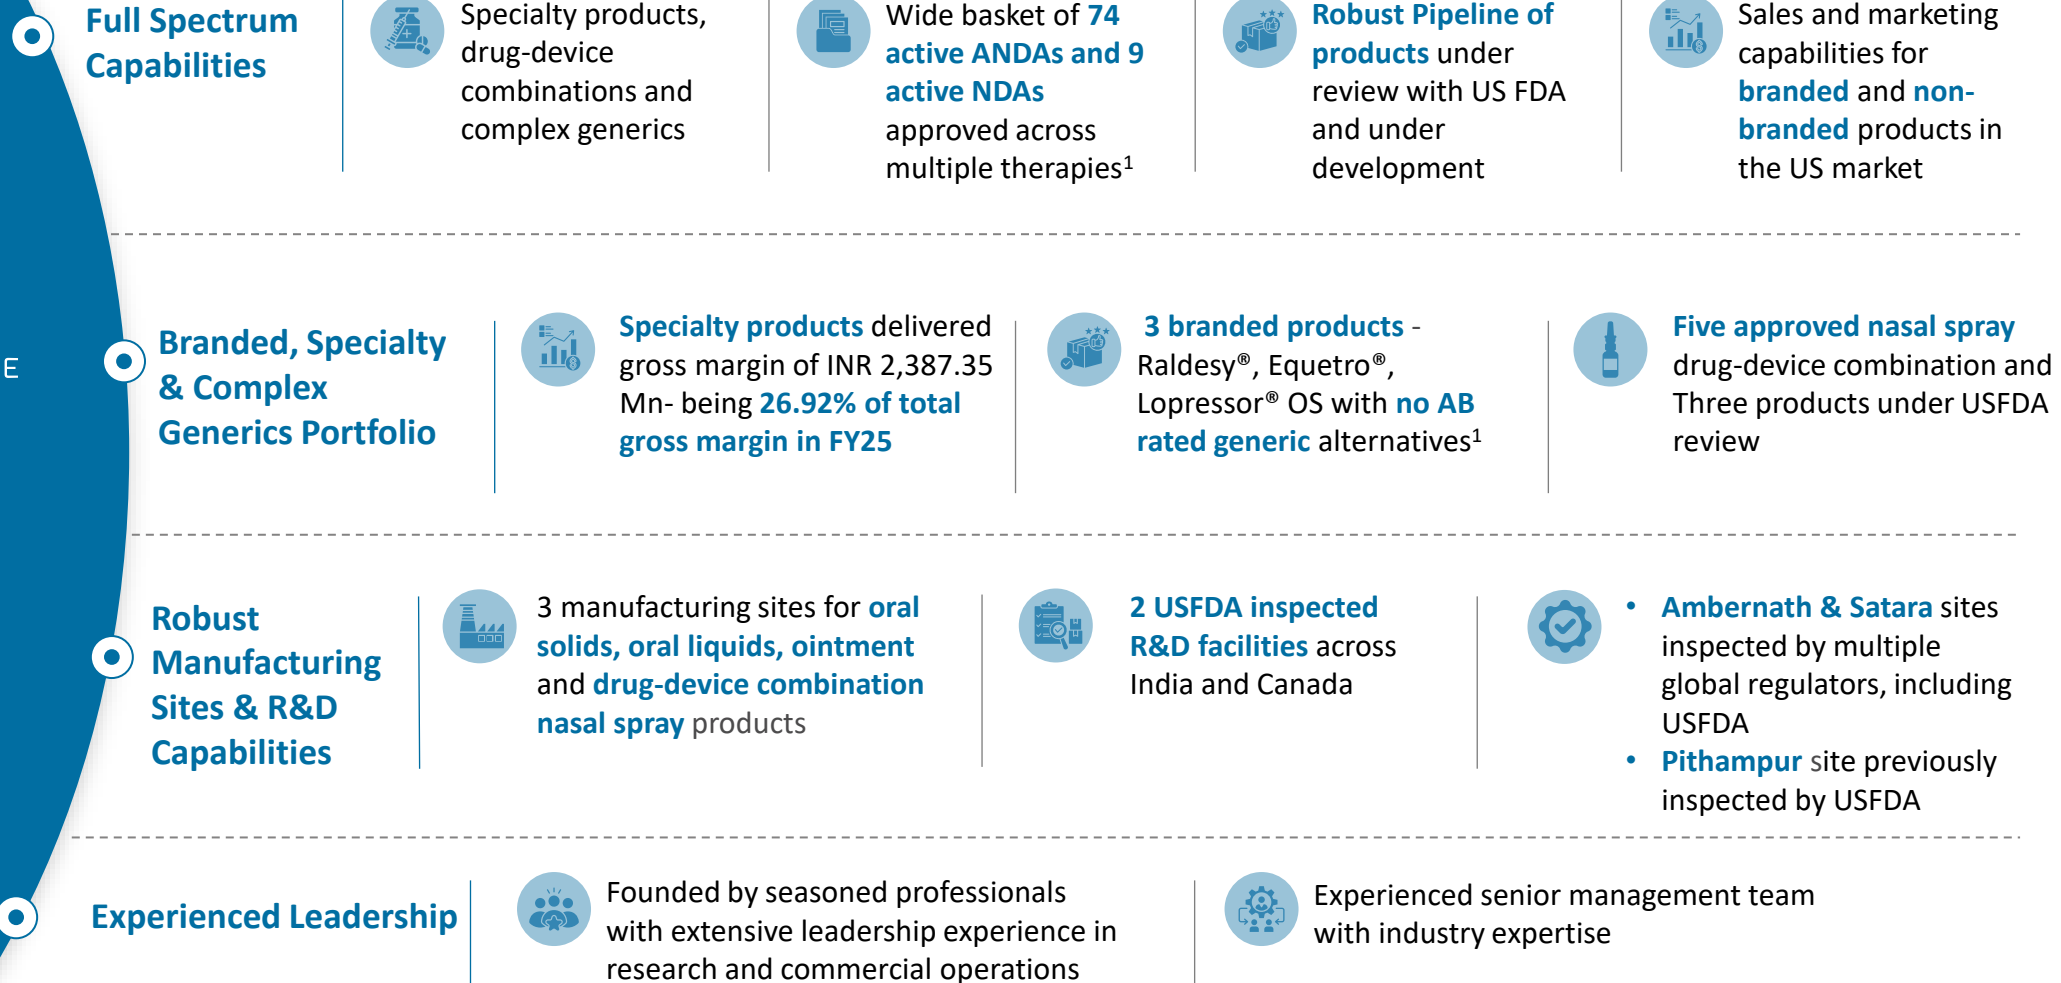 Full Spectrum
Capabilities
Specialty products,
drug-device
combinations and
complex generics
Wide basket of 74
active ANDAs and 9
active NDAs
approved across
multiple therapies1
Robust Pipeline of
products under
review with US FDA
and under
development
Sales and marketing
capabilities for
branded and non-
branded products in
the US market
E
Branded, Specialty
& Complex
Generics Portfolio
Specialty products delivered
gross margin of INR 2,387.35
Mn- being 26.92% of total
gross margin in FY25
3 branded products -
Raldesy®, Equetro®,
Lopressor® OS with no AB
rated generic alternatives1
Five approved nasal spray
drug-device combination and
Three products under USFDA
review
Robust
Manufacturing
Sites & R&D
Capabilities
3 manufacturing sites for oral
solids, oral liquids, ointment
and drug-device combination
nasal spray products
2 USFDA inspected
R&D facilities across
India and Canada
• Ambernath & Satara sites
inspected by multiple
global regulators, including
USFDA
• Pithampur site previously
inspected by USFDA
Experienced Leadership
Founded by seasoned professionals
with extensive leadership experience in
research and commercial operations
Experienced senior management team
with industry expertise